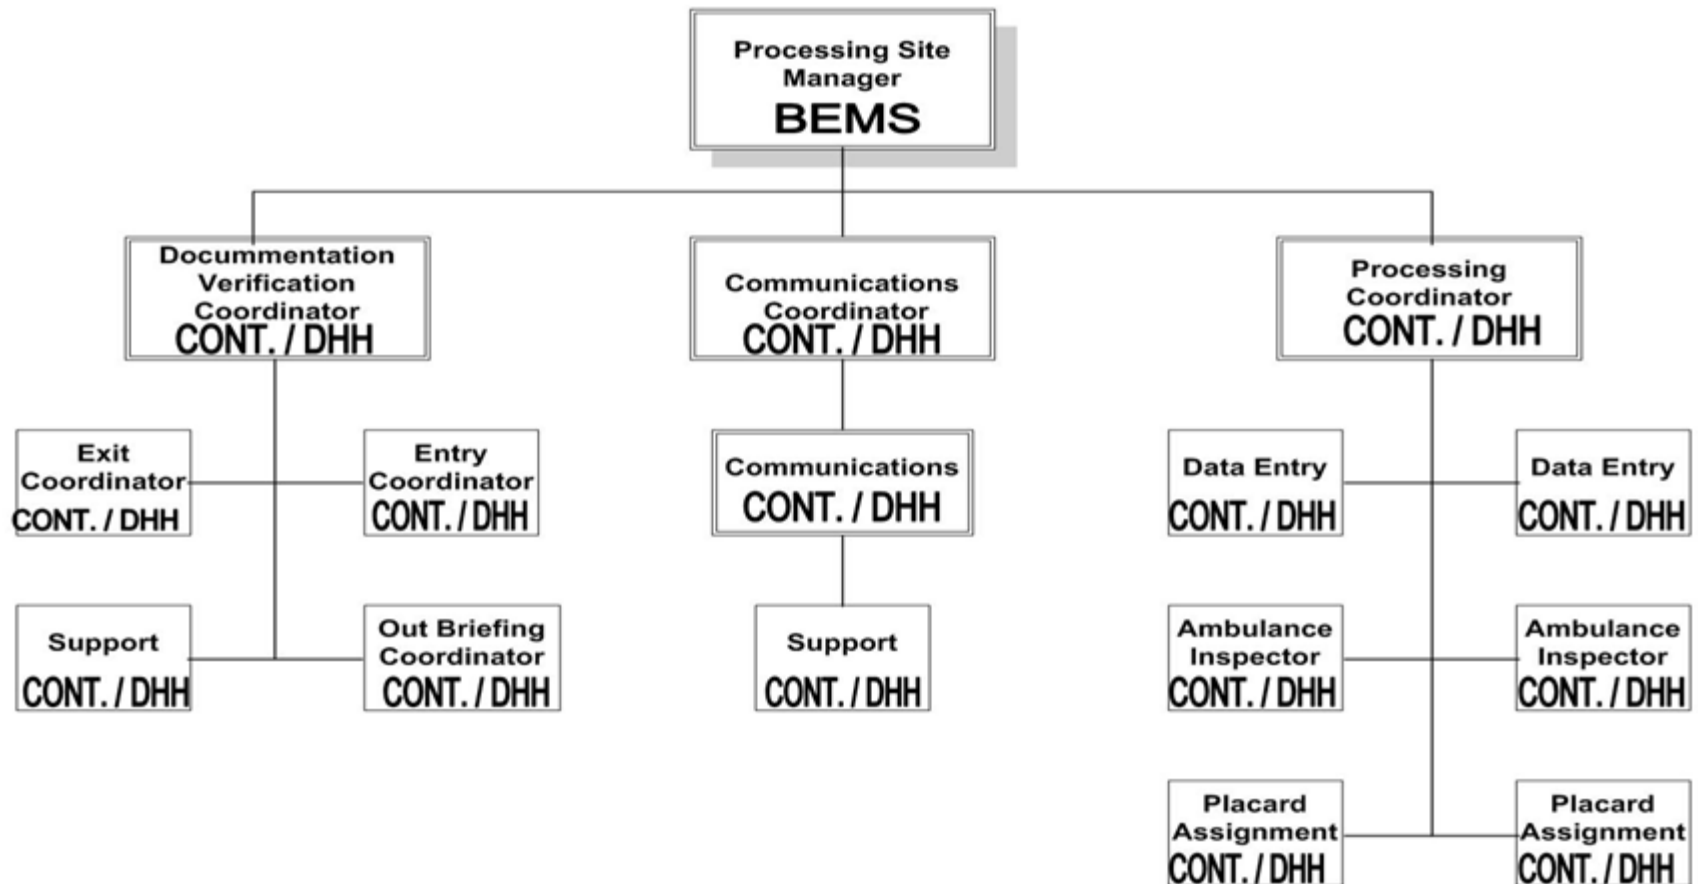 Processing Site
Manager
BEMS
Docummentation
Verification
Coordinator
CONT. / DHH
Communications
Coordinator
CONT. / DHH
Processing
Coordinator
CONT. / DHH
Exit
Coordinator
CONT. / DHH
Entry
Coordinator
CONT. / DHH
Communications
CONT. / DHH
Data Entry
CONT. / DHH
Data Entry
CONT. / DHH
Support
CONT. / DHH
Out Briefing
Coordinator
CONT. / DHH
Support
CONT. / DHH
Ambulance
Inspector
CONT. / DHH
Ambulance
Inspector
CONT. / DHH
Placard
Assignment
CONT. / DHH
Placard
Assignment
CONT. / DHH